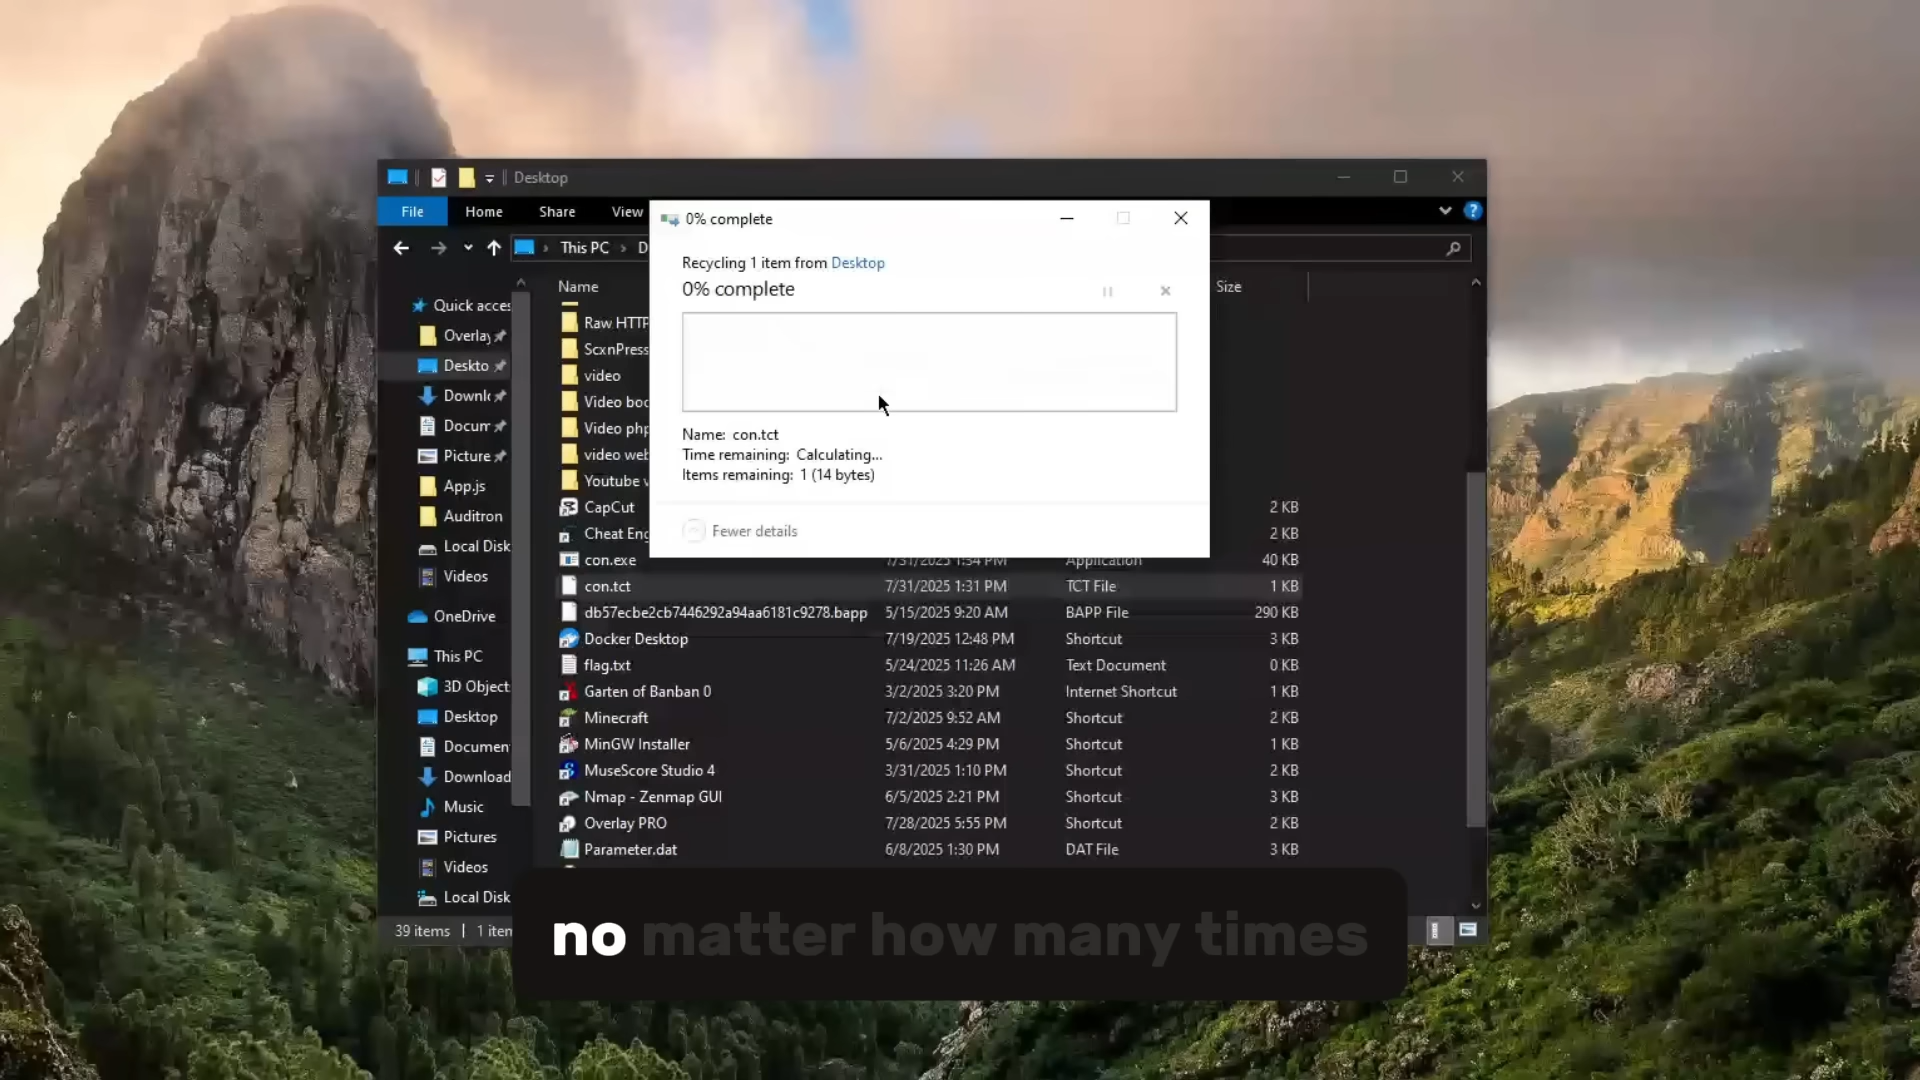 Desktop
File Home Share View
0% complete
This PC D
Recycling 1 item from Desktop
0% complete
Name: con.tct
Time remaining: Calculating...
Items remaining: 1 (14 bytes)
Fewer details
Quick acces
Overlay
Deskto
Downlo
Docum
Picture
App.js
Auditron
Local Disk
Videos
OneDrive
This PC
3D Object
Desktop
Documen
Download
Music
Pictures
Videos
Local Disk
Name Size
Raw HTTP
ScxnPress
video
Video boo
Video php
video web
Youtube v
CapCut 2 KB
Cheat Eng 2 KB
con.exe 7/31/2025 1:34 PM Application 40 KB
con.tct 7/31/2025 1:31 PM TCT File 1 KB
db57ecbe2cb7446292a94aa6181c9278.bapp 5/15/2025 9:20 AM BAPP File 290 KB
Docker Desktop 7/19/2025 12:48 PM Shortcut 3 KB
flag.txt 5/24/2025 11:26 AM Text Document 0 KB
Garten of Banban 0 3/2/2025 3:20 PM Internet Shortcut 1 KB
Minecraft 7/2/2025 9:52 AM Shortcut 2 KB
MinGW Installer 5/6/2025 4:29 PM Shortcut 1 KB
MuseScore Studio 4 3/31/2025 1:10 PM Shortcut 2 KB
Nmap - Zenmap GUI 6/5/2025 2:21 PM Shortcut 3 KB
Overlay PRO 7/28/2025 5:55 PM Shortcut 2 KB
Parameter.dat 6/8/2025 1:30 PM DAT File 3 KB
39 items 1 item
no matter how many times